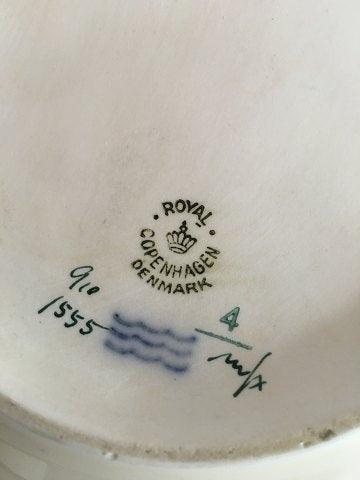 ROYAL
COPENHAGEN
DENMARK
910
1555
4